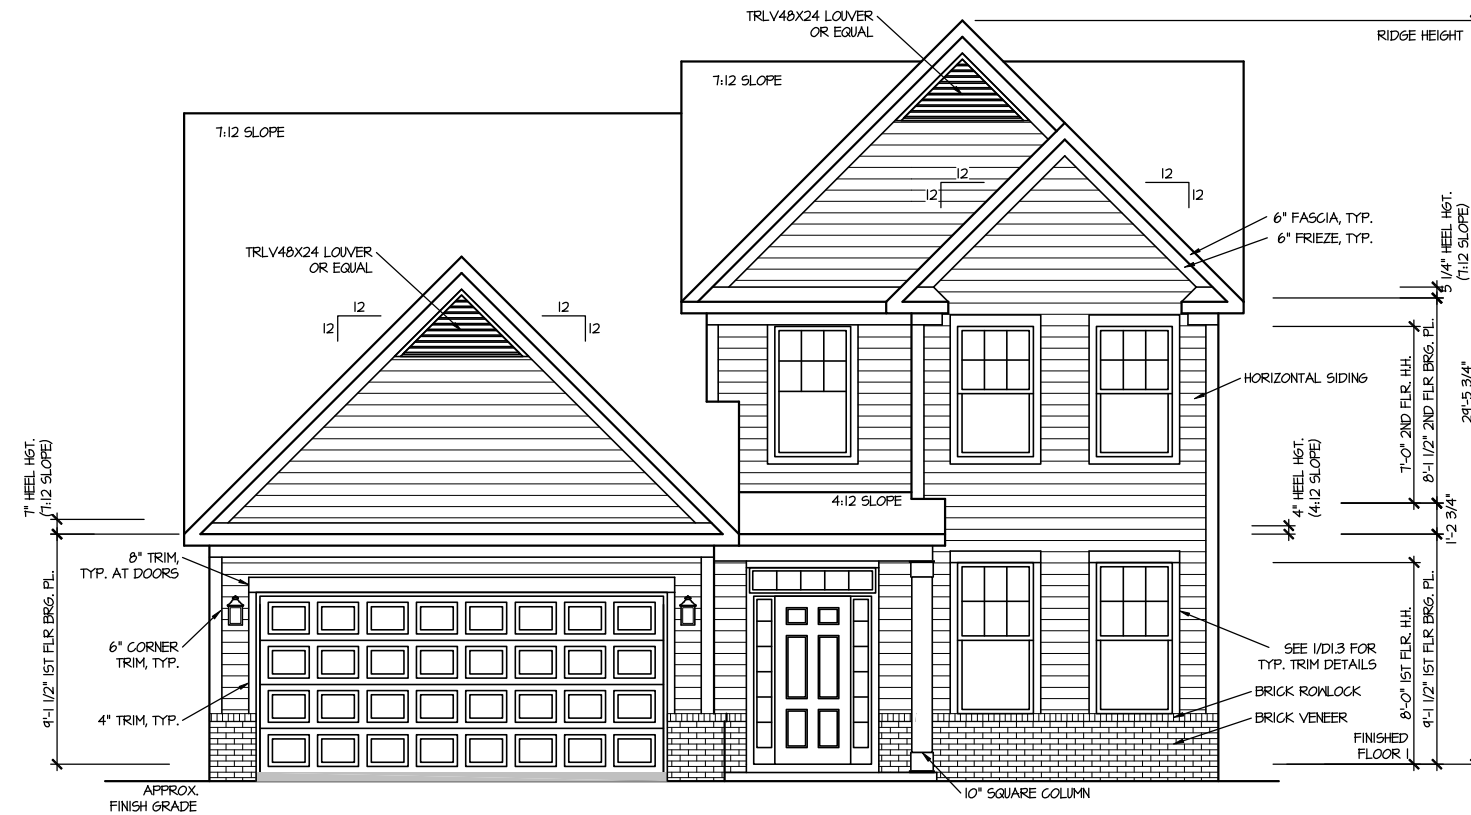 TRLV48X24 LOUVER
OR EQUAL
RIDGE HEIGHT
7:12 SLOPE
7:12 SLOPE
12
12
12
12
6" FASCIA, TYP.
6" FRIEZE, TYP.
5 1/4" HEEL HGT.
(7:12 SLOPE)
TRLV48X24 LOUVER
OR EQUAL
12
12
12
12
HORIZONTAL SIDING
7'-0" 2ND FLR. H.H.
8'-1 1/2" 2ND FLR BRG. PL.
29'-5 3/4"
7" HEEL HGT.
(7:12 SLOPE)
4:12 SLOPE
4" HEEL HGT.
(4:12 SLOPE)
1'-2 3/4"
8" TRIM,
TYP. AT DOORS
9'-1 1/2" 1ST FLR BRG. PL.
6" CORNER
TRIM, TYP.
4" TRIM, TYP.
SEE 1/D1.3 FOR
TYP. TRIM DETAILS
BRICK ROWLOCK
BRICK VENEER
8'-0" 1ST FLR. H.H.
9'-1 1/2" 1ST FLR BRG. PL.
FINISHED
FLOOR 1
APPROX.
FINISH GRADE
10" SQUARE COLUMN